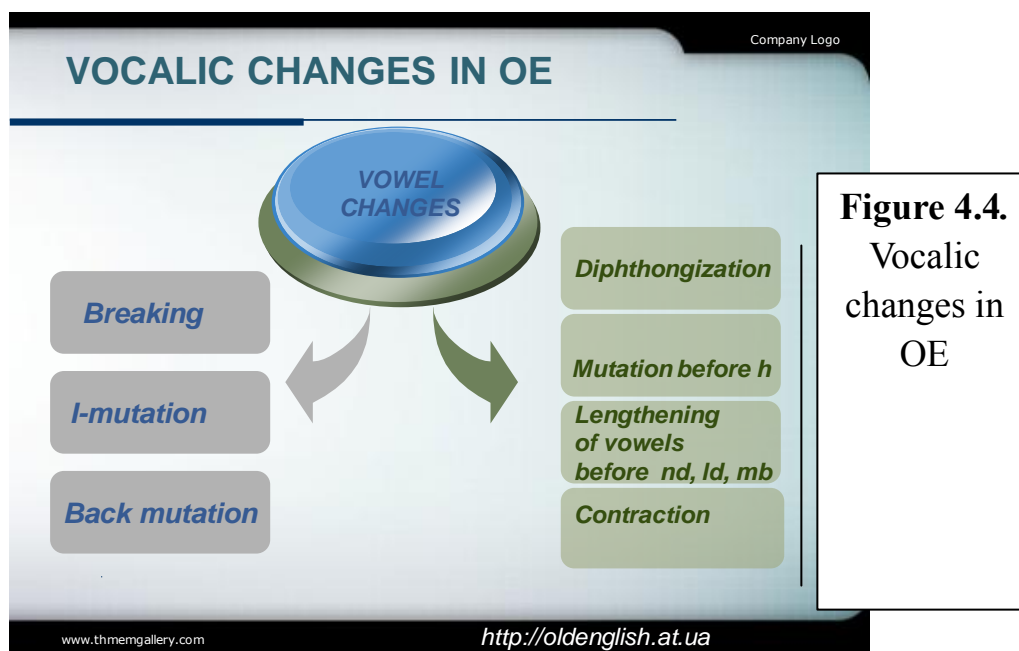 Company Logo
VOCALIC CHANGES IN OE
VOWEL
CHANGES
Breaking
I-mutation
Back mutation
Diphthongization
Mutation before h
Lengthening
of vowels
before nd, ld, mb
Contraction
Figure 4.4.
Vocalic
changes in
OE
www.thmemgallery.com
http://oldenglish.at.ua